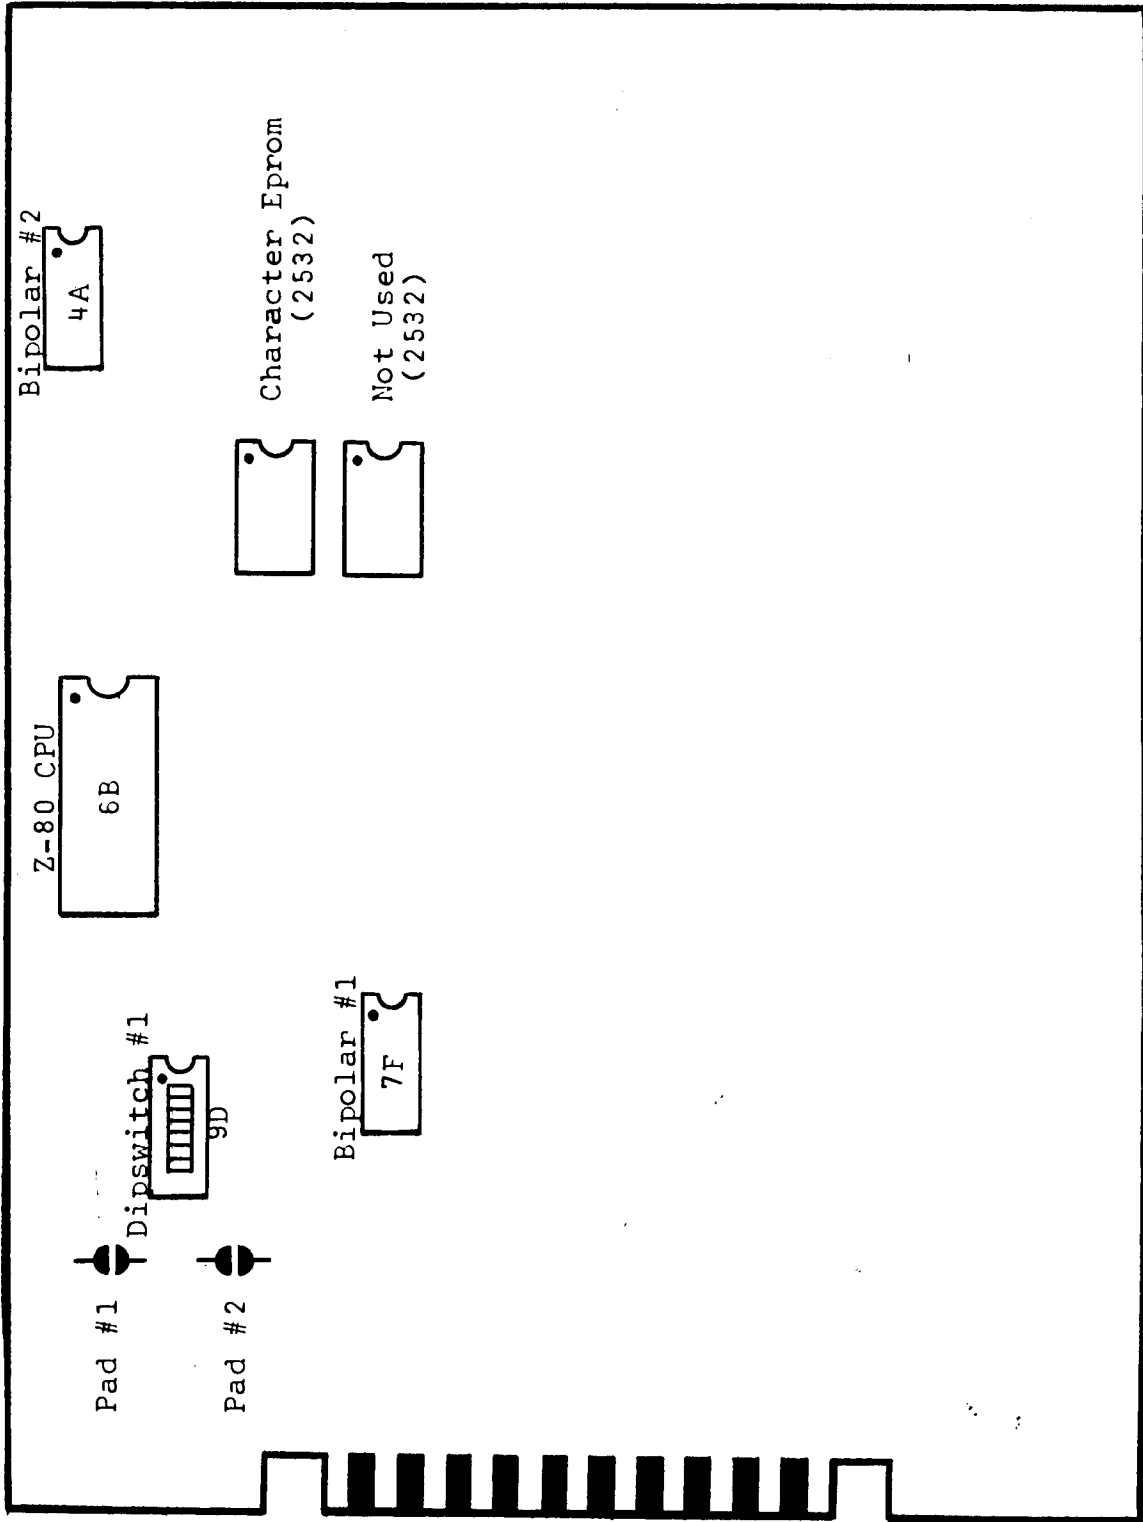 Bipolar #2
4A
Character Eprom
(2532)
Not Used
(2532)
Z-80 CPU
6B
Dipswitch #1
9D
Bipolar #1
7F
Pad #1
Pad #2